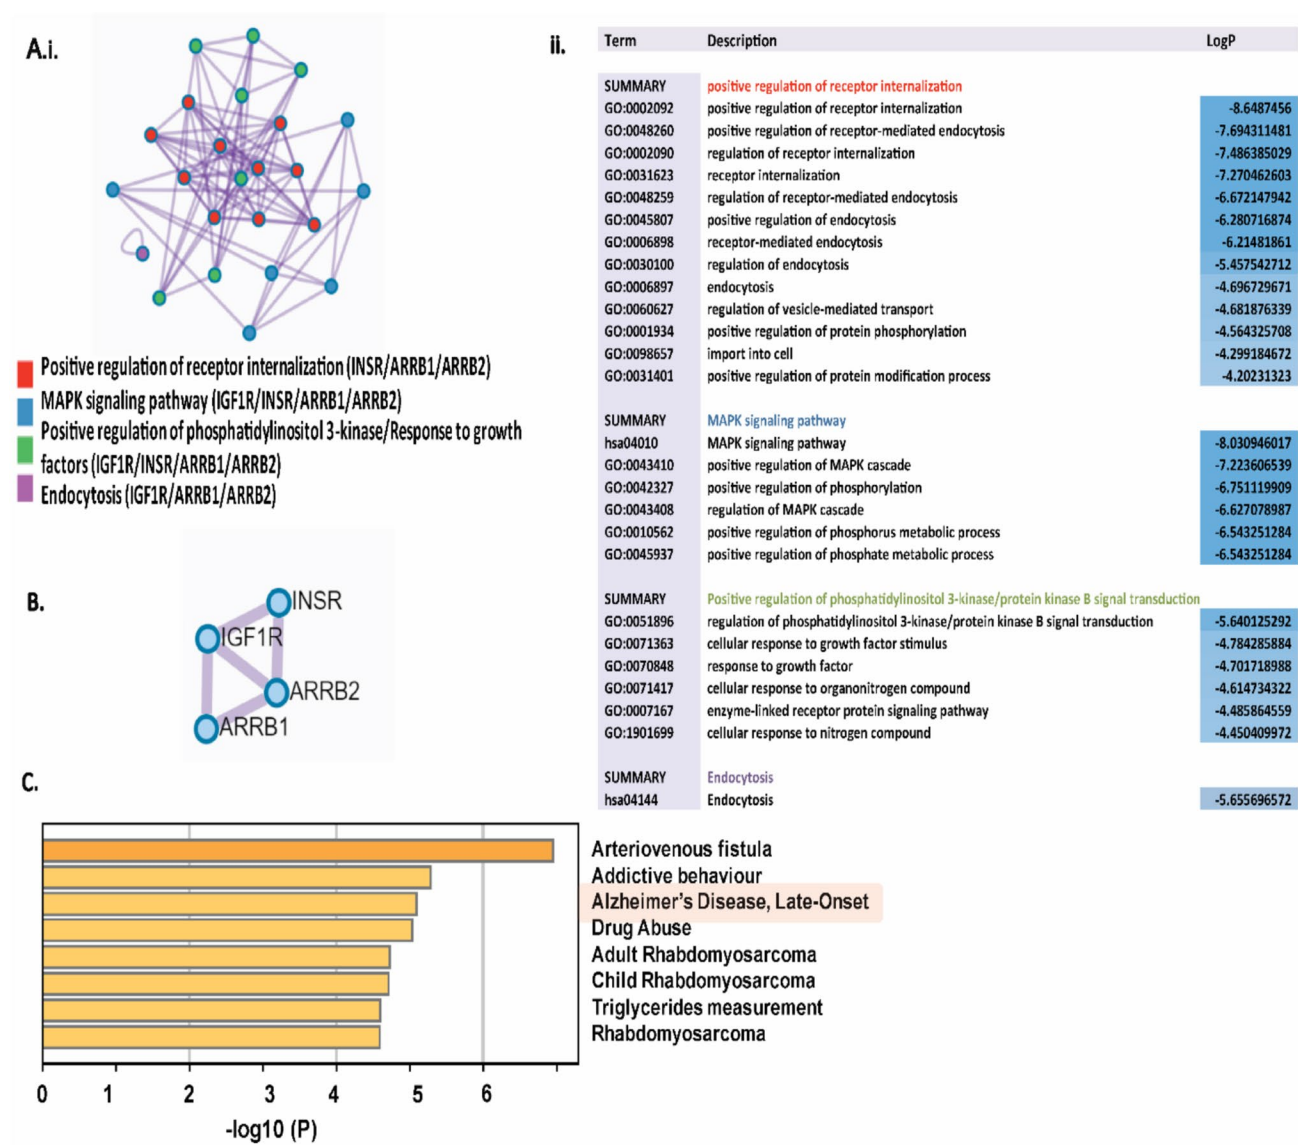 A.i.
Positive regulation of receptor internalization (INSR/ARRB1/ARRB2)
MAPK signaling pathway (IGF1R/INSR/ARRB1/ARRB2)
Positive regulation of phosphatidylinositol 3-kinase/Response to growth
factors (IGF1R/INSR/ARRB1/ARRB2)
Endocytosis (IGF1R/ARRB1/ARRB2)
ii.
Term Description LogP
SUMMARY positive regulation of receptor internalization
GO:0002092 positive regulation of receptor internalization -8.6487456
GO:0048260 positive regulation of receptor-mediated endocytosis -7.694311481
GO:0002090 regulation of receptor internalization -7.486385029
GO:0031623 receptor internalization -7.270462603
GO:0048259 regulation of receptor-mediated endocytosis -6.672147942
GO:0045807 positive regulation of endocytosis -6.280716874
GO:0006898 receptor-mediated endocytosis -6.21481861
GO:0030100 regulation of endocytosis -5.457542712
GO:0006897 endocytosis -4.696729671
GO:0060627 regulation of vesicle-mediated transport -4.681876339
GO:0001934 positive regulation of protein phosphorylation -4.564325708
GO:0098657 import into cell -4.299184672
GO:0031401 positive regulation of protein modification process -4.20231323
SUMMARY MAPK signaling pathway
hsa04010 MAPK signaling pathway -8.030946017
GO:0043410 positive regulation of MAPK cascade -7.223606539
GO:0042327 positive regulation of phosphorylation -6.751119909
GO:0043408 regulation of MAPK cascade -6.627078987
GO:0010562 positive regulation of phosphorus metabolic process -6.543251284
GO:0045937 positive regulation of phosphate metabolic process -6.543251284
SUMMARY Positive regulation of phosphatidylinositol 3-kinase/protein kinase B signal transduction
GO:0051896 regulation of phosphatidylinositol 3-kinase/protein kinase B signal transduction -5.640125292
GO:0071363 cellular response to growth factor stimulus -4.784285884
GO:0070848 response to growth factor -4.701718988
GO:0071417 cellular response to organonitrogen compound -4.614734322
GO:0007167 enzyme-linked receptor protein signaling pathway -4.485864559
GO:1901699 cellular response to nitrogen compound -4.450409972
SUMMARY Endocytosis
hsa04144 Endocytosis -5.655696572
B.
INSR
IGF1R
ARRB2
ARRB1
C.
Arteriovenous fistula
Addictive behaviour
Alzheimer's Disease, Late-Onset
Drug Abuse
Adult Rhabdomyosarcoma
Child Rhabdomyosarcoma
Triglycerides measurement
Rhabdomyosarcoma
0 1 2 3 4 5 6
-log10 (P)